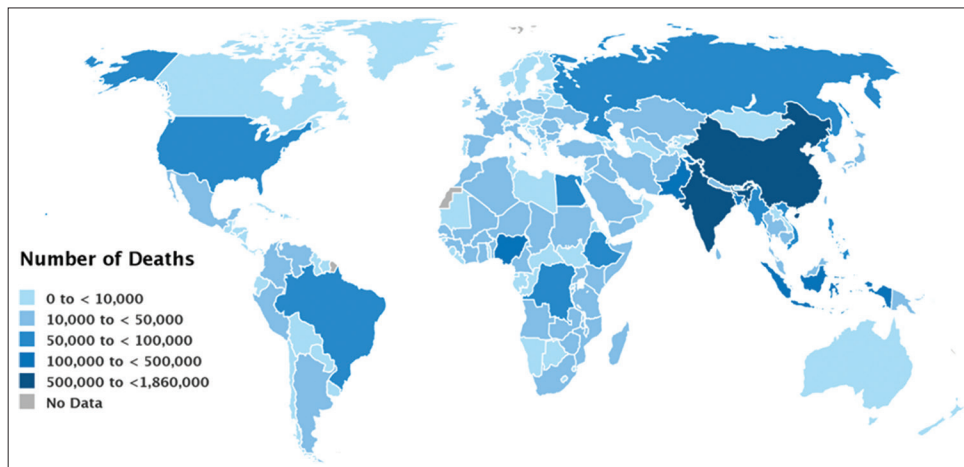 Number of Deaths
0 to < 10,000
10,000 to < 50,000
50,000 to < 100,000
100,000 to < 500,000
500,000 to <1,860,000
No Data